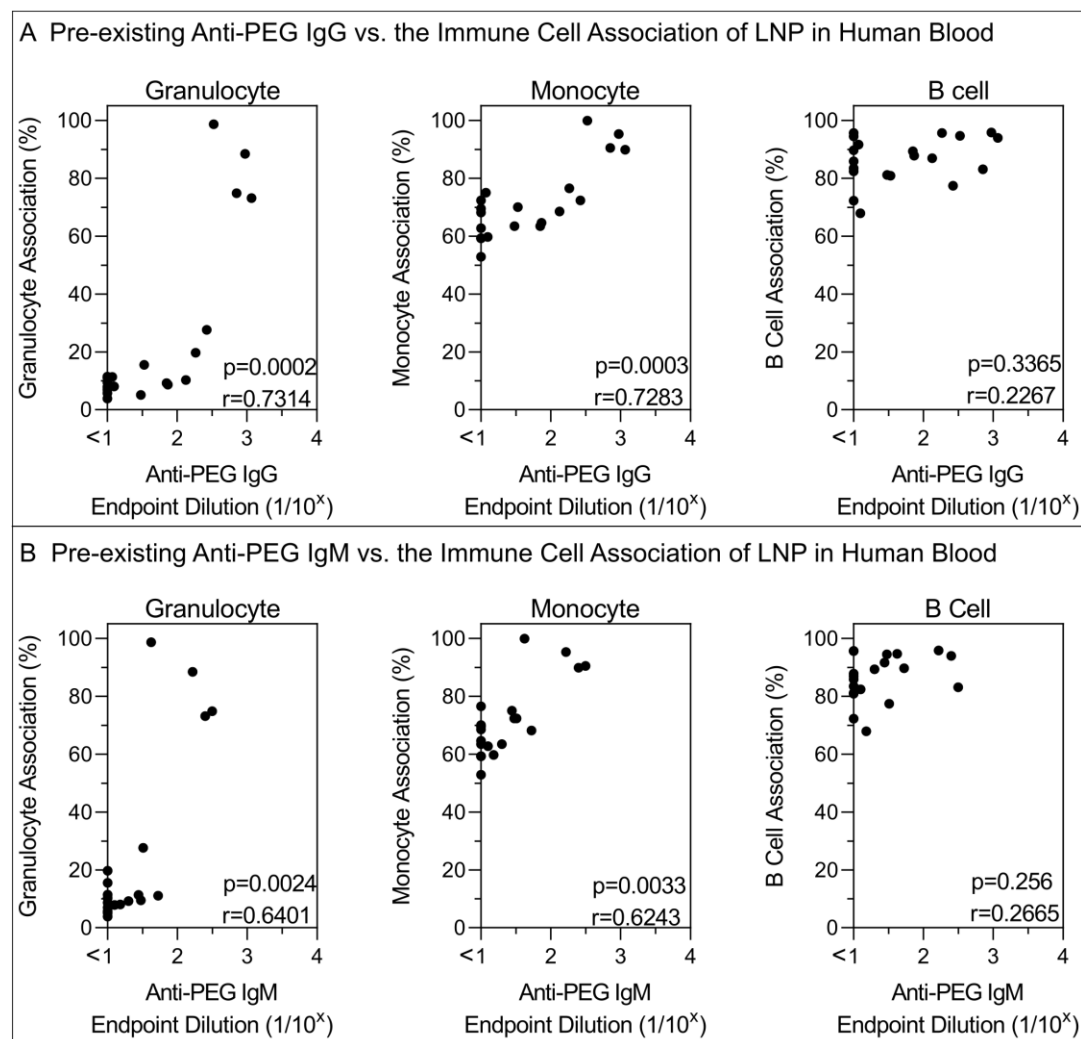 A Pre-existing Anti-PEG IgG vs. the Immune Cell Association of LNP in Human Blood
Granulocyte
Granulocyte Association (%)
100
80
60
40
20
0
p=0.0002
r=0.7314
<1 2 3 4
Anti-PEG IgG
Endpoint Dilution (1/10ˣ)
Monocyte
Monocyte Association (%)
100
80
60
40
20
0
p=0.0003
r=0.7283
<1 2 3 4
Anti-PEG IgG
Endpoint Dilution (1/10ˣ)
B cell
B Cell Association (%)
100
80
60
40
20
0
p=0.3365
r=0.2267
<1 2 3 4
Anti-PEG IgG
Endpoint Dilution (1/10ˣ)
B Pre-existing Anti-PEG IgM vs. the Immune Cell Association of LNP in Human Blood
Granulocyte
Granulocyte Association (%)
100
80
60
40
20
0
p=0.0024
r=0.6401
<1 2 3 4
Anti-PEG IgM
Endpoint Dilution (1/10ˣ)
Monocyte
Monocyte Association (%)
100
80
60
40
20
0
p=0.0033
r=0.6243
<1 2 3 4
Anti-PEG IgM
Endpoint Dilution (1/10ˣ)
B Cell
B Cell Association (%)
100
80
60
40
20
0
p=0.256
r=0.2665
<1 2 3 4
Anti-PEG IgM
Endpoint Dilution (1/10ˣ)